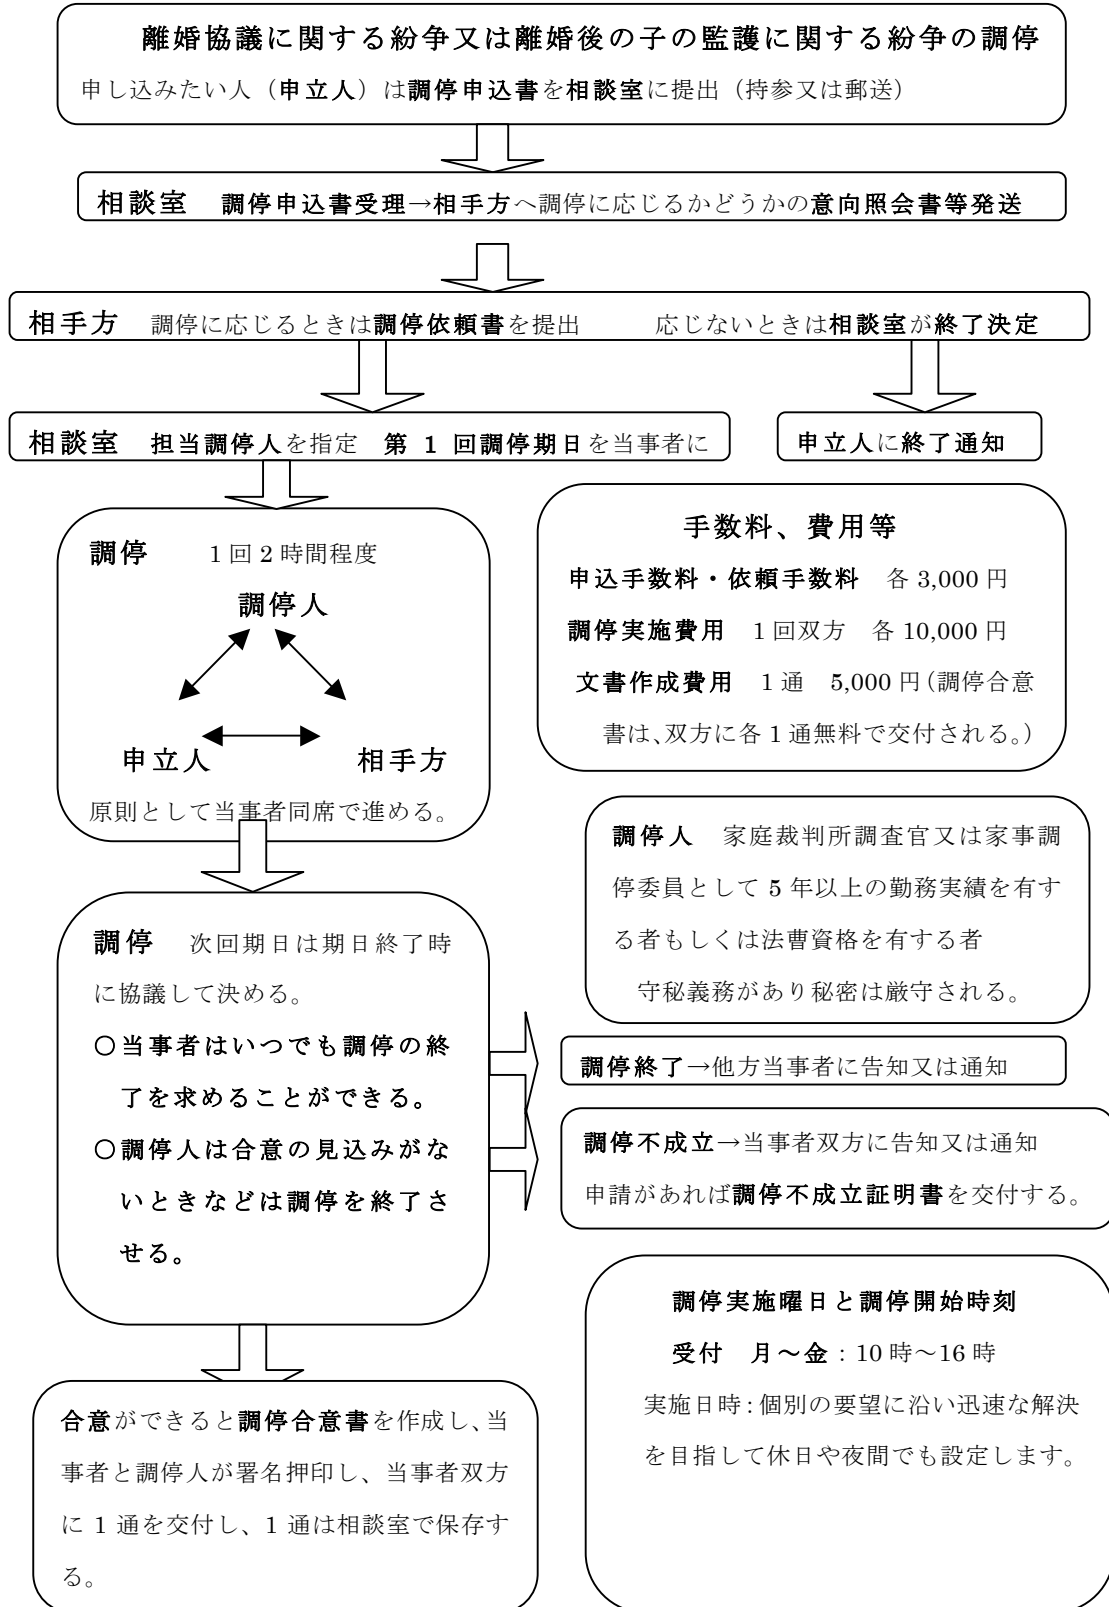 離婚協議に関する紛争又は離婚後の子の監護に関する紛争の調停
申し込みたい人（申立人）は調停申込書を相談室に提出（持参又は郵送）
相談室　調停申込書受理→相手方へ調停に応じるかどうかの意向照会書等発送
相手方　調停に応じるときは調停依頼書を提出　　応じないときは相談室が終了決定
相談室　担当調停人を指定　第 1 回調停期日を当事者に
申立人に終了通知
調停　　1 回 2 時間程度
調停人
申立人　相手方
原則として当事者同席で進める。
手数料、費用等
申込手数料・依頼手数料　各 3,000 円
調停実施費用　1 回双方　各 10,000 円
文書作成費用　1 通　5,000 円（調停合意
書は、双方に各 1 通無料で交付される。）
調停人　家庭裁判所調査官又は家事調
停委員として 5 年以上の勤務実績を有す
る者もしくは法曹資格を有する者
守秘義務があり秘密は厳守される。
調停　次回期日は期日終了時
に協議して決める。
○当事者はいつでも調停の終
了を求めることができる。
○調停人は合意の見込みがな
いときなどは調停を終了さ
せる。
調停終了→他方当事者に告知又は通知
調停不成立→当事者双方に告知又は通知
申請があれば調停不成立証明書を交付する。
調停実施曜日と調停開始時刻
受付　月～金：10 時～16 時
実施日時：個別の要望に沿い迅速な解決
を目指して休日や夜間でも設定します。
合意ができると調停合意書を作成し、当
事者と調停人が署名押印し、当事者双方
に 1 通を交付し、1 通は相談室で保存す
る。